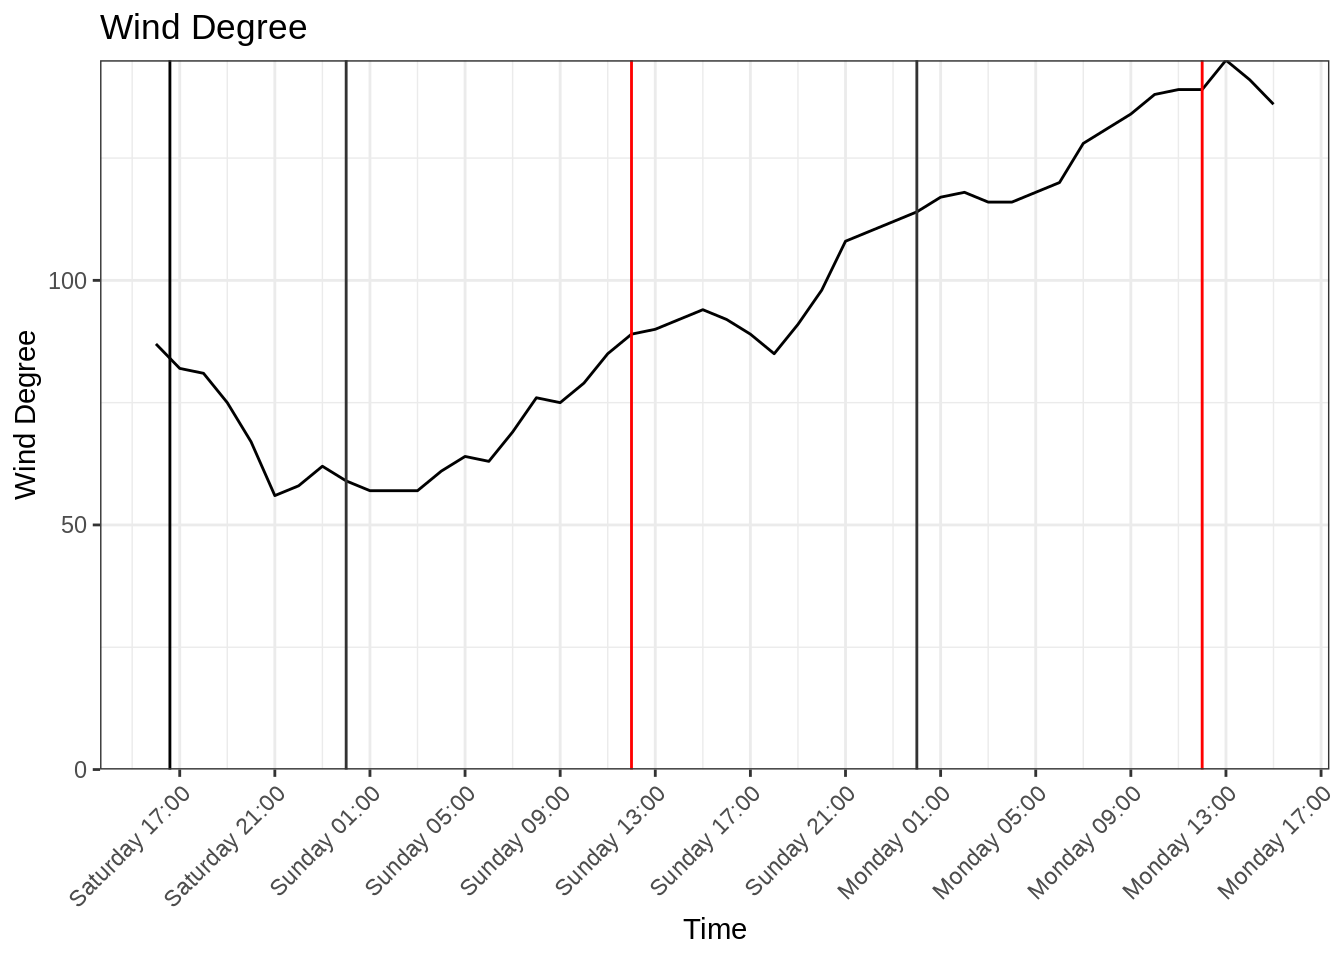 Wind Degree
Wind Degree
100
50
0
Saturday 17:00
Saturday 21:00
Sunday 01:00
Sunday 05:00
Sunday 09:00
Sunday 13:00
Sunday 17:00
Sunday 21:00
Monday 01:00
Monday 05:00
Monday 09:00
Monday 13:00
Monday 17:00
Time